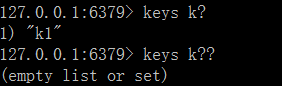 127.0.0.1:6379> keys k?
1) "k1"
127.0.0.1:6379> keys k??
(empty list or set)